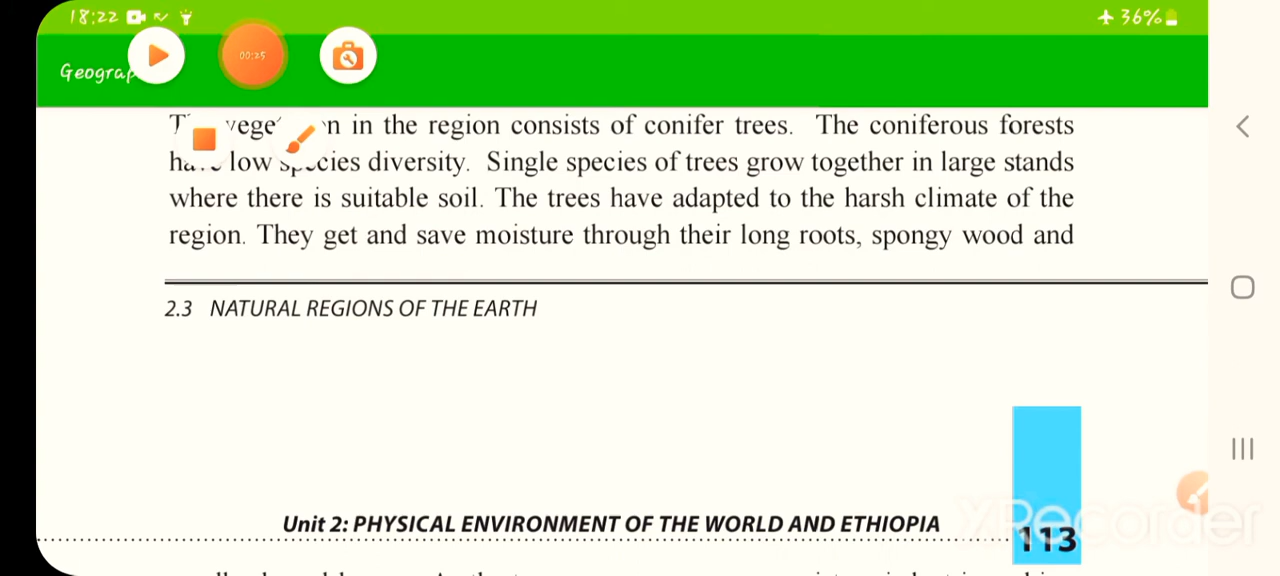 18:22
36%
00:25
Geograp
vege n in the region consists of conifer trees. The coniferous forests
low species diversity. Single species of trees grow together in large stands
where there is suitable soil. The trees have adapted to the harsh climate of the
region. They get and save moisture through their long roots, spongy wood and
2.3 NATURAL REGIONS OF THE EARTH
Unit 2: PHYSICAL ENVIRONMENT OF THE WORLD AND ETHIOPIA
113
XRecorder